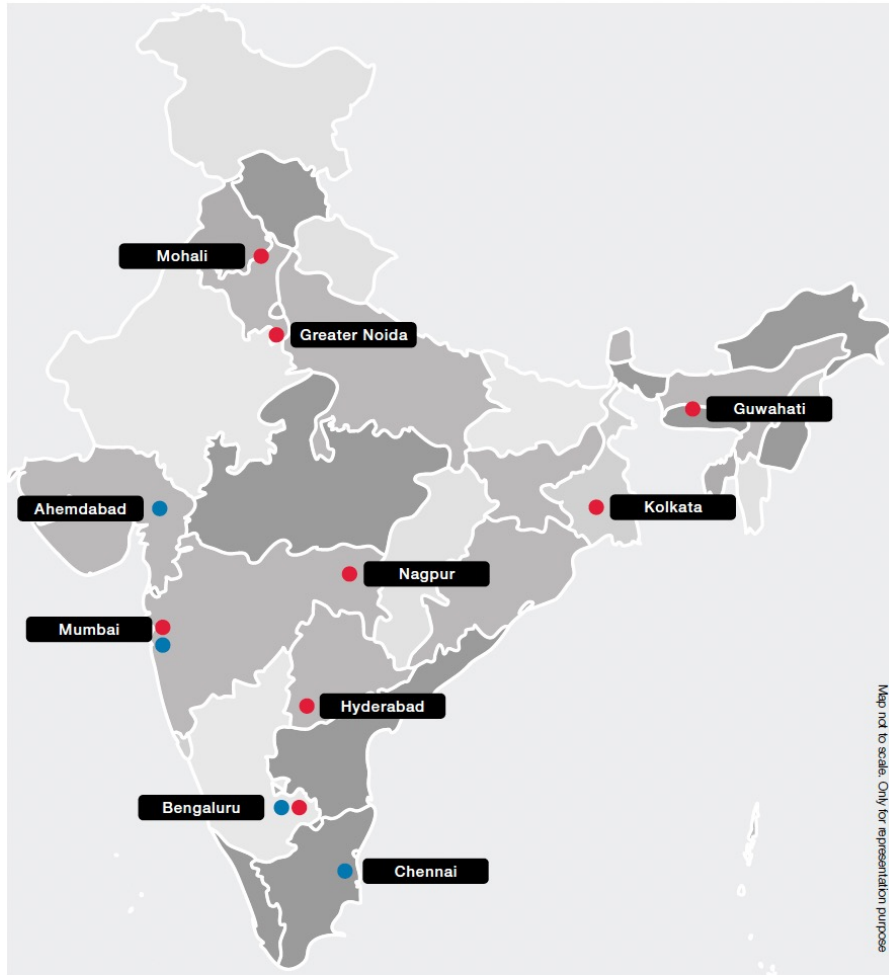 Mohali
Greater Noida
Guwahati
Ahemdabad
Kolkata
Nagpur
Mumbai
Hyderabad
Bengaluru
Chennai
Map not to scale. Only for representation purpose